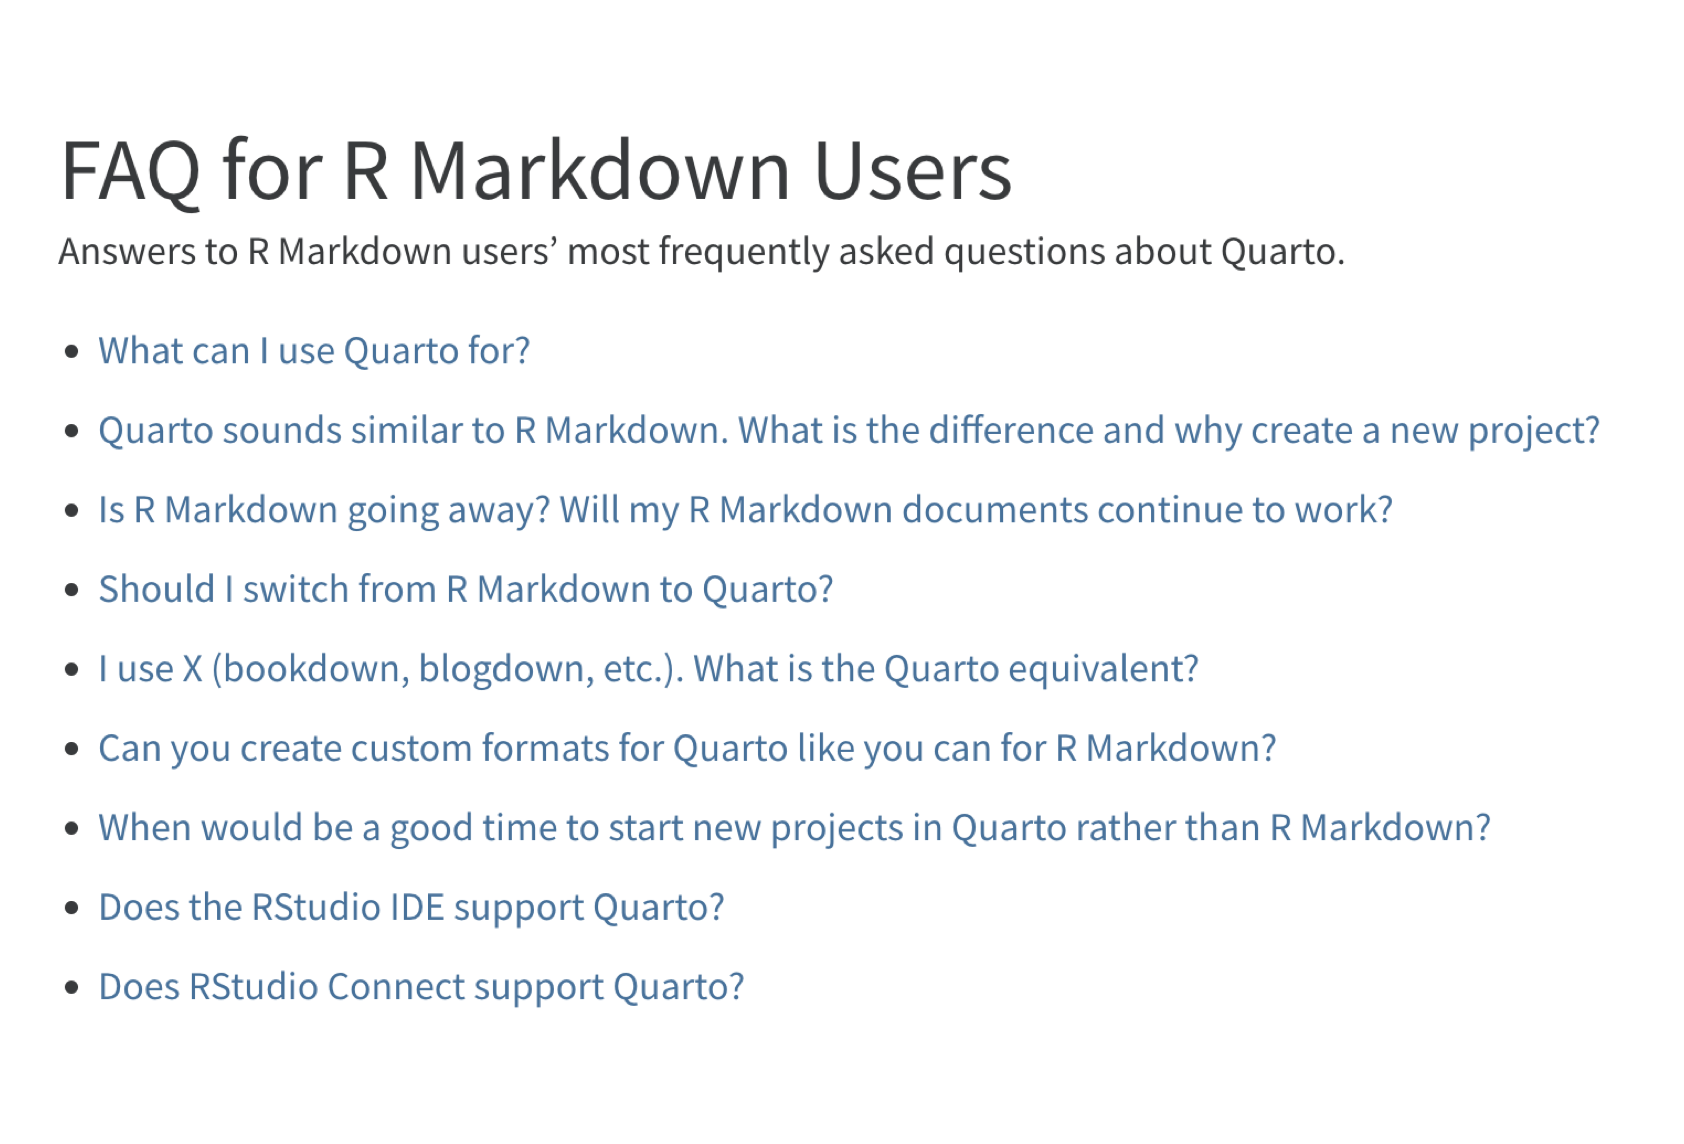 FAQ for R Markdown Users
Answers to R Markdown users’ most frequently asked questions about Quarto.
• What can I use Quarto for?
• Quarto sounds similar to R Markdown. What is the difference and why create a new project?
• Is R Markdown going away? Will my R Markdown documents continue to work?
• Should I switch from R Markdown to Quarto?
• I use X (bookdown, blogdown, etc.). What is the Quarto equivalent?
• Can you create custom formats for Quarto like you can for R Markdown?
• When would be a good time to start new projects in Quarto rather than R Markdown?
• Does the RStudio IDE support Quarto?
• Does RStudio Connect support Quarto?